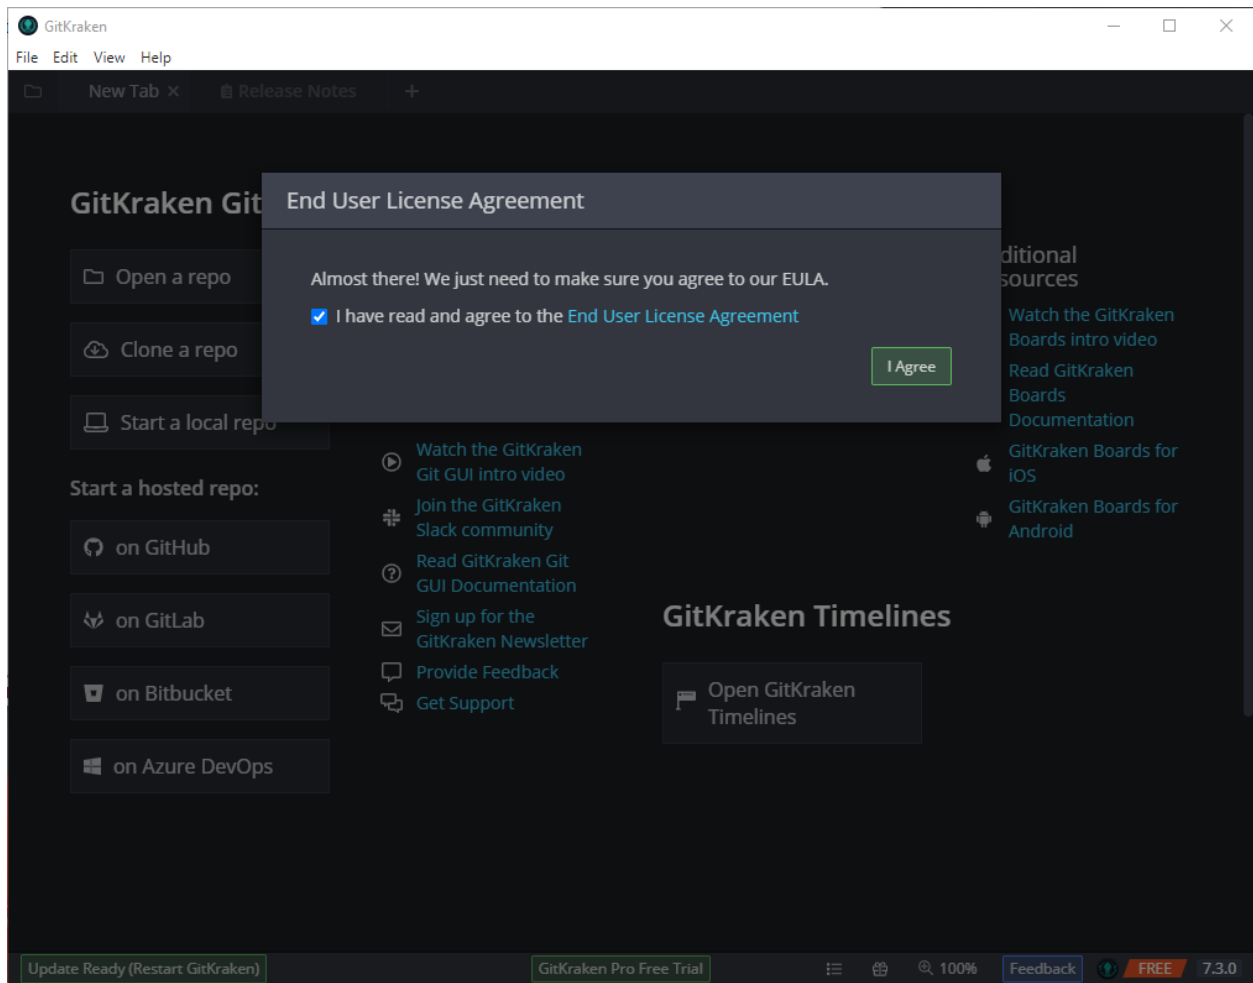 GitKraken
File Edit View Help
New Tab ×
Release Notes
+
GitKraken Git
End User License Agreement
Almost there! We just need to make sure you agree to our EULA.
I have read and agree to the End User License Agreement
I Agree
Open a repo
Clone a repo
Start a local repo
Start a hosted repo:
on GitHub
on GitLab
on Bitbucket
on Azure DevOps
Watch the GitKraken
Git GUI intro video
Join the GitKraken
Slack community
Read GitKraken Git
GUI Documentation
Sign up for the
GitKraken Newsletter
Provide Feedback
Get Support
GitKraken Timelines
Open GitKraken
Timelines
ditional
sources
Watch the GitKraken
Boards intro video
Read GitKraken
Boards
Documentation
GitKraken Boards for
iOS
GitKraken Boards for
Android
Update Ready (Restart GitKraken)
GitKraken Pro Free Trial
100%
Feedback
FREE
7.3.0